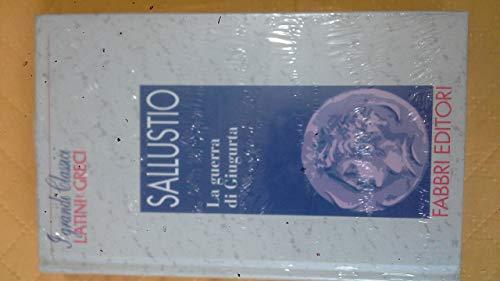 I grandi Classici
LATINI e GRECI
SALLUSTIO
La guerra
di Giugurta
FABBRI EDITORI